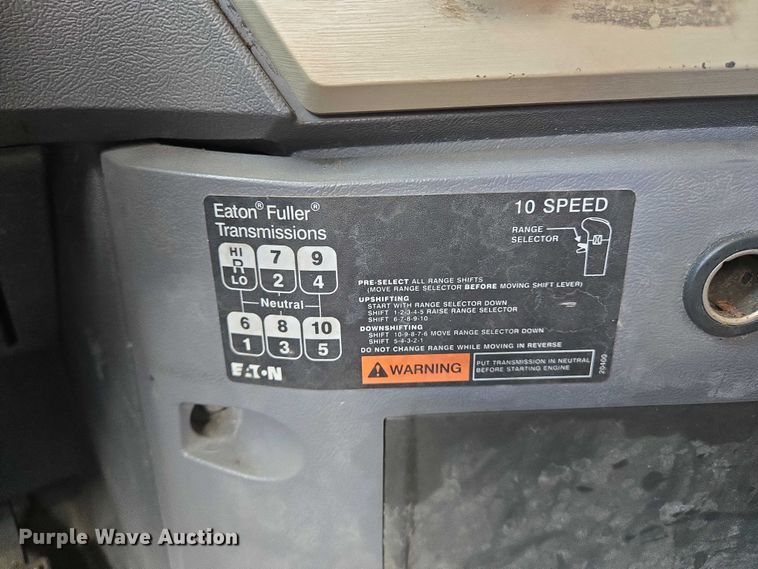 Eaton® Fuller®
Transmissions
10 SPEED
RANGE
SELECTOR
HI R LO 7 2 9 4
Neutral
6 1 8 3 10 5
EATON
PRE-SELECT ALL RANGE SHIFTS
(MOVE RANGE SELECTOR BEFORE MOVING SHIFT LEVER)
UPSHIFTING
START WITH RANGE SELECTOR DOWN
SHIFT 1-2-3-4-5 RAISE RANGE SELECTOR
SHIFT 6-7-8-9-10
DOWNSHIFTING
SHIFT 10-9-8-7-6 MOVE RANGE SELECTOR DOWN
SHIFT 5-4-3-2-1
DO NOT CHANGE RANGE WHILE MOVING IN REVERSE
WARNING
PUT TRANSMISSION IN NEUTRAL
BEFORE STARTING ENGINE
20409
Purple Wave Auction